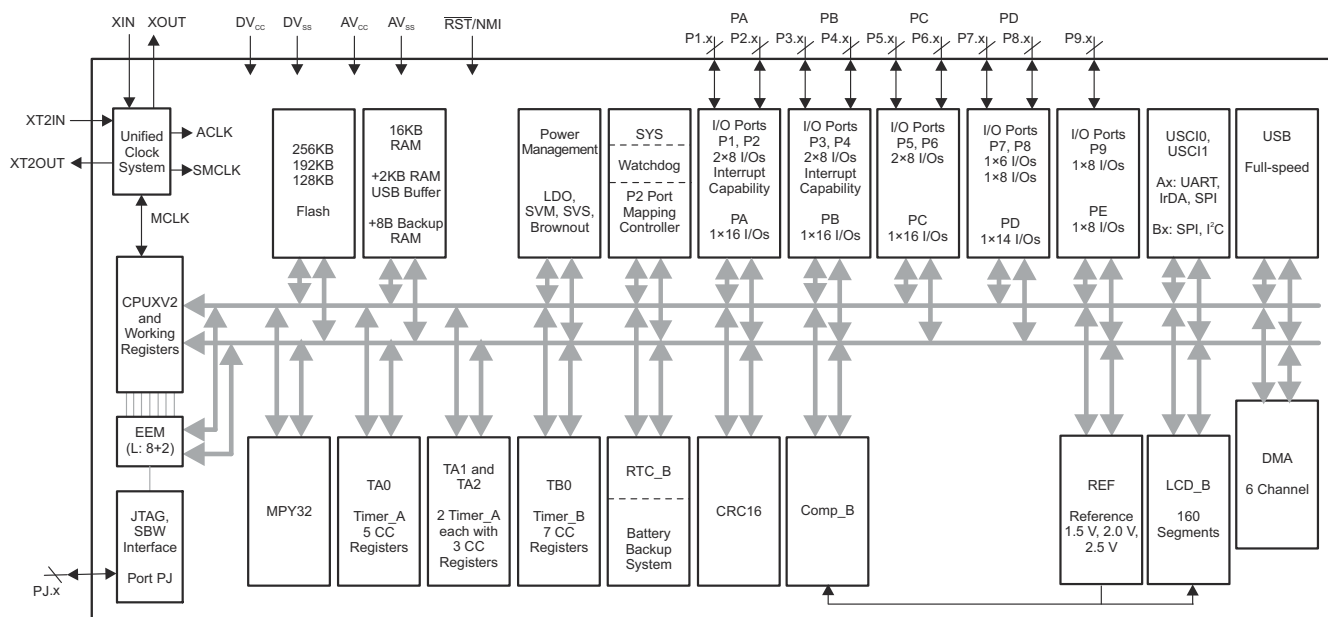 XIN XOUT DVCC DVSS AVCC AVSS RST/NMI PA PB PC PD
P1.x P2.x P3.x P4.x P5.x P6.x P7.x P8.x P9.x
XT2IN
XT2OUT
Unified
Clock
System
ACLK
SMCLK
MCLK
256KB
192KB
128KB
Flash
16KB
RAM
+2KB RAM
USB Buffer
+8B Backup
RAM
Power
Management
LDO,
SVM, SVS,
Brownout
SYS
Watchdog
P2 Port
Mapping
Controller
I/O Ports
P1, P2
2×8 I/Os
Interrupt
Capability
PA
1×16 I/Os
I/O Ports
P3, P4
2×8 I/Os
Interrupt
Capability
PB
1×16 I/Os
I/O Ports
P5, P6
2×8 I/Os
PC
1×16 I/Os
I/O Ports
P7, P8
1×6 I/Os
1×8 I/Os
PD
1×14 I/Os
I/O Ports
P9
1×8 I/Os
PE
1×8 I/Os
USCI0,
USCI1
Ax: UART,
IrDA, SPI
Bx: SPI, I²C
USB
Full-speed
CPUXV2
and
Working
Registers
EEM
(L: 8+2)
JTAG,
SBW
Interface
Port PJ
PJ.x
MPY32
TA0
Timer_A
5 CC
Registers
TA1 and
TA2
2 Timer_A
each with
3 CC
Registers
TB0
Timer_B
7 CC
Registers
RTC_B
Battery
Backup
System
CRC16
Comp_B
REF
Reference
1.5 V, 2.0 V,
2.5 V
LCD_B
160
Segments
DMA
6 Channel